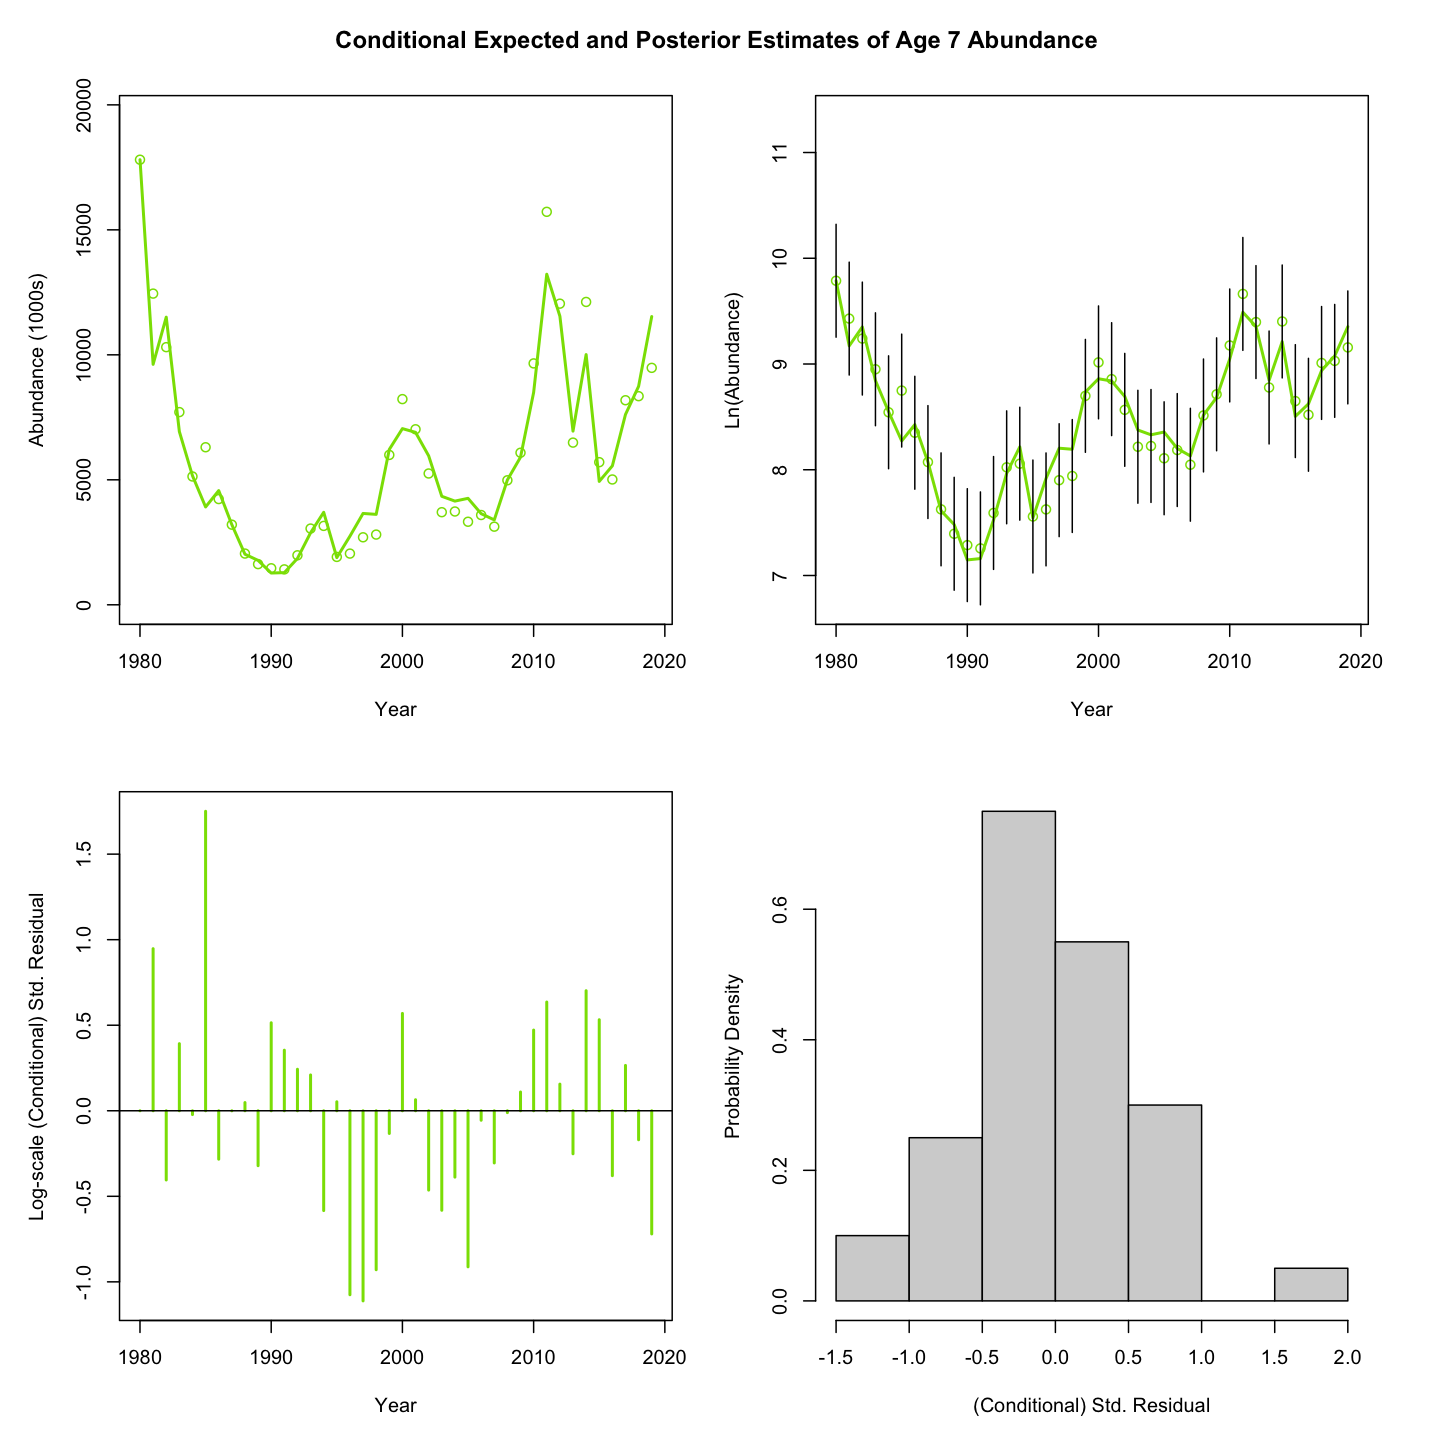 Conditional Expected and Posterior Estimates of Age 7 Abundance
Abundance (1000s)
20000
15000
10000
5000
0
1980 1990 2000 2010 2020
Year
Ln(Abundance)
11
10
9
8
7
1980 1990 2000 2010 2020
Year
Log-scale (Conditional) Std. Residual
1.5
1.0
0.5
0.0
-0.5
-1.0
1980 1990 2000 2010 2020
Year
Probability Density
0.6
0.4
0.2
0.0
-1.5 -1.0 -0.5 0.0 0.5 1.0 1.5 2.0
(Conditional) Std. Residual